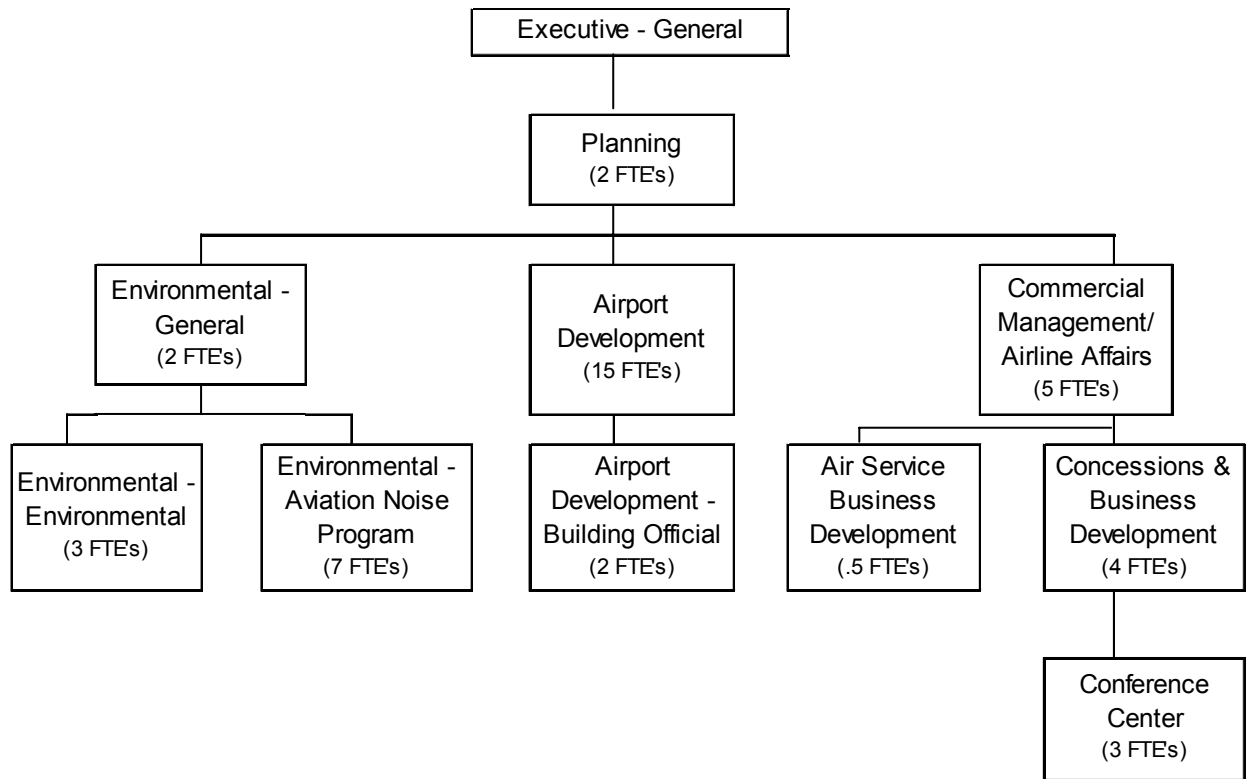 Executive - General
Planning
(2 FTE's)
Environmental -
General
(2 FTE's)
Airport
Development
(15 FTE's)
Commercial
Management/
Airline Affairs
(5 FTE's)
Environmental -
Environmental
(3 FTE's)
Environmental -
Aviation Noise
Program
(7 FTE's)
Airport
Development -
Building Official
(2 FTE's)
Air Service
Business
Development
(.5 FTE's)
Concessions &
Business
Development
(4 FTE's)
Conference
Center
(3 FTE's)